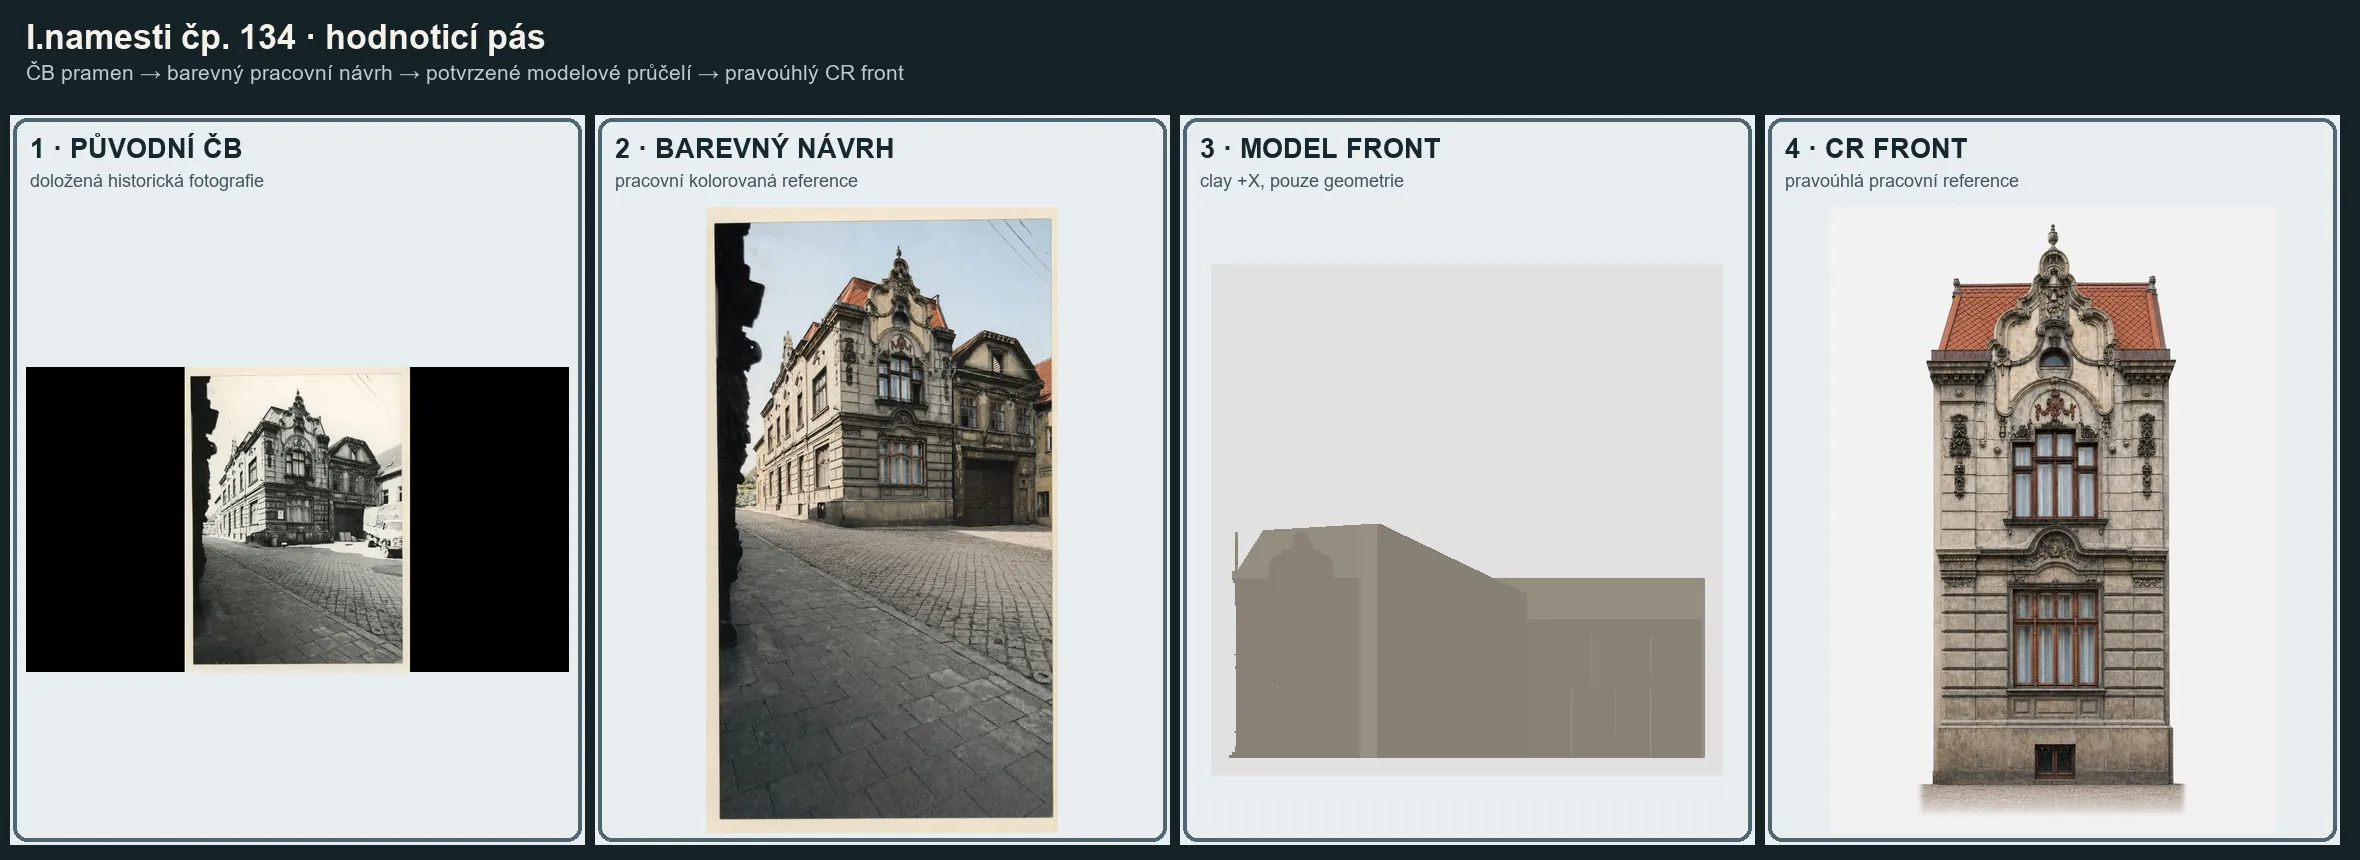 I.namesti čp. 134 · hodnoticí pás
ČB pramen → barevný pracovní návrh → potvrzené modelové průčelí → pravoúhlý CR front
1 · PŮVODNÍ ČB
doložená historická fotografie
2 · BAREVNÝ NÁVRH
pracovní kolorovaná reference
3 · MODEL FRONT
clay +X, pouze geometrie
4 · CR FRONT
pravoúhlá pracovní reference